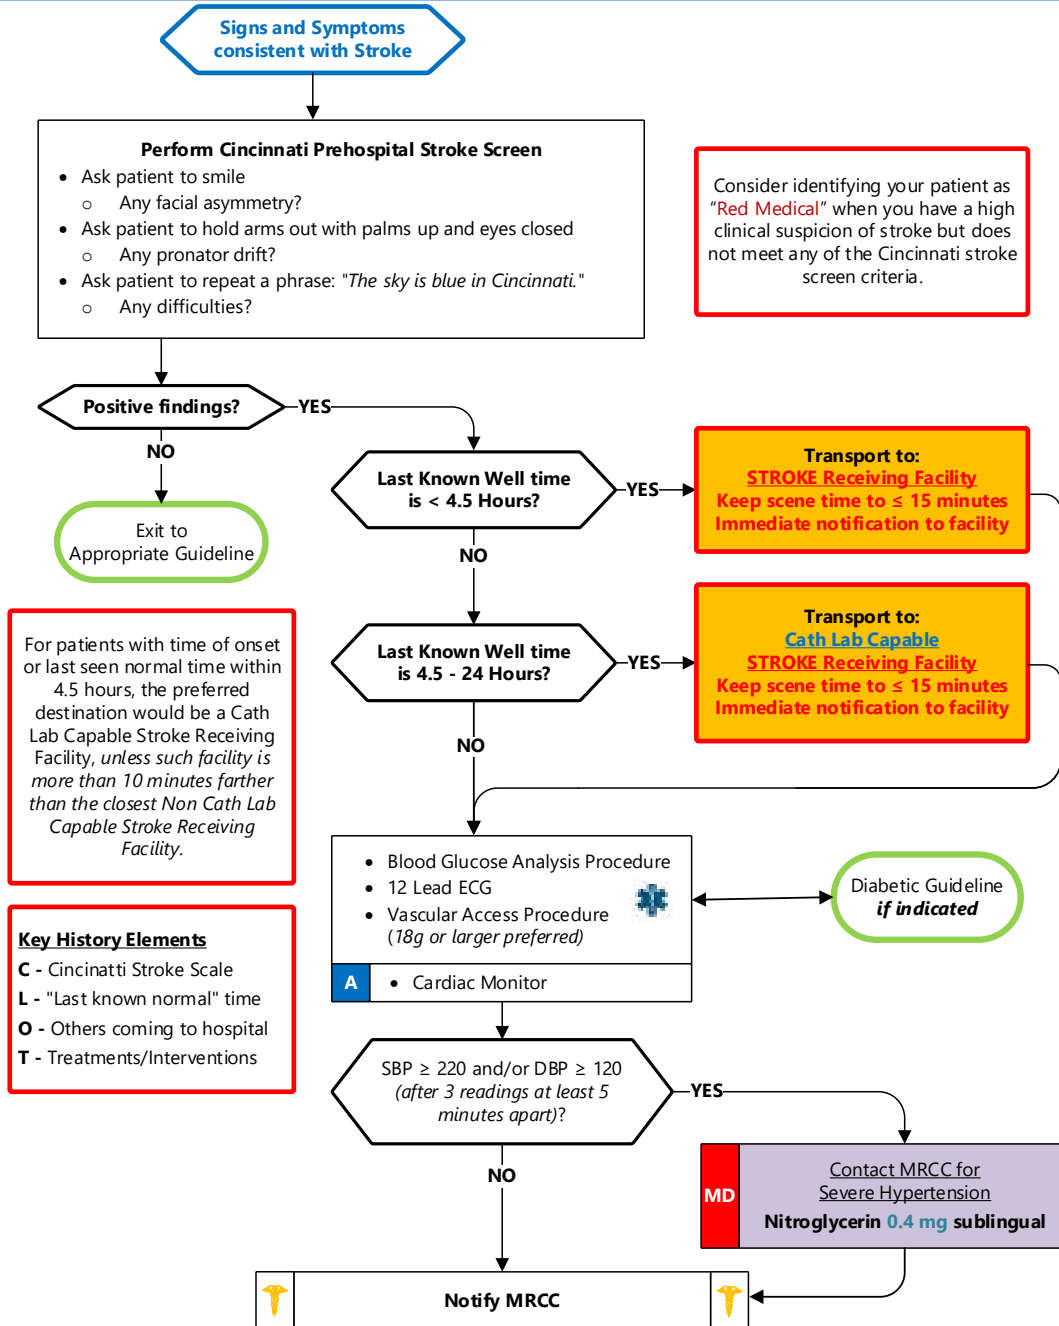 Signs and Symptoms
consistent with Stroke
Perform Cincinnati Prehospital Stroke Screen
• Ask patient to smile
o Any facial asymmetry?
• Ask patient to hold arms out with palms up and eyes closed
o Any pronator drift?
• Ask patient to repeat a phrase: "The sky is blue in Cincinnati."
o Any difficulties?
Consider identifying your patient as
“Red Medical” when you have a high
clinical suspicion of stroke but does
not meet any of the Cincinnati stroke
screen criteria.
Positive findings?
YES
NO
Exit to
Appropriate Guideline
Last Known Well time
is < 4.5 Hours?
YES
Transport to:
STROKE Receiving Facility
Keep scene time to ≤ 15 minutes
Immediate notification to facility
NO
Last Known Well time
is 4.5 - 24 Hours?
YES
Transport to:
Cath Lab Capable
STROKE Receiving Facility
Keep scene time to ≤ 15 minutes
Immediate notification to facility
NO
For patients with time of onset
or last seen normal time within
4.5 hours, the preferred
destination would be a Cath
Lab Capable Stroke Receiving
Facility, unless such facility is
more than 10 minutes farther
than the closest Non Cath Lab
Capable Stroke Receiving
Facility.
• Blood Glucose Analysis Procedure
• 12 Lead ECG
• Vascular Access Procedure
(18g or larger preferred)
A
• Cardiac Monitor
Diabetic Guideline
if indicated
Key History Elements
C - Cincinatti Stroke Scale
L - "Last known normal" time
O - Others coming to hospital
T - Treatments/Interventions
SBP ≥ 220 and/or DBP ≥ 120
(after 3 readings at least 5
minutes apart)?
YES
NO
MD
Contact MRCC for
Severe Hypertension
Nitroglycerin 0.4 mg sublingual
Notify MRCC